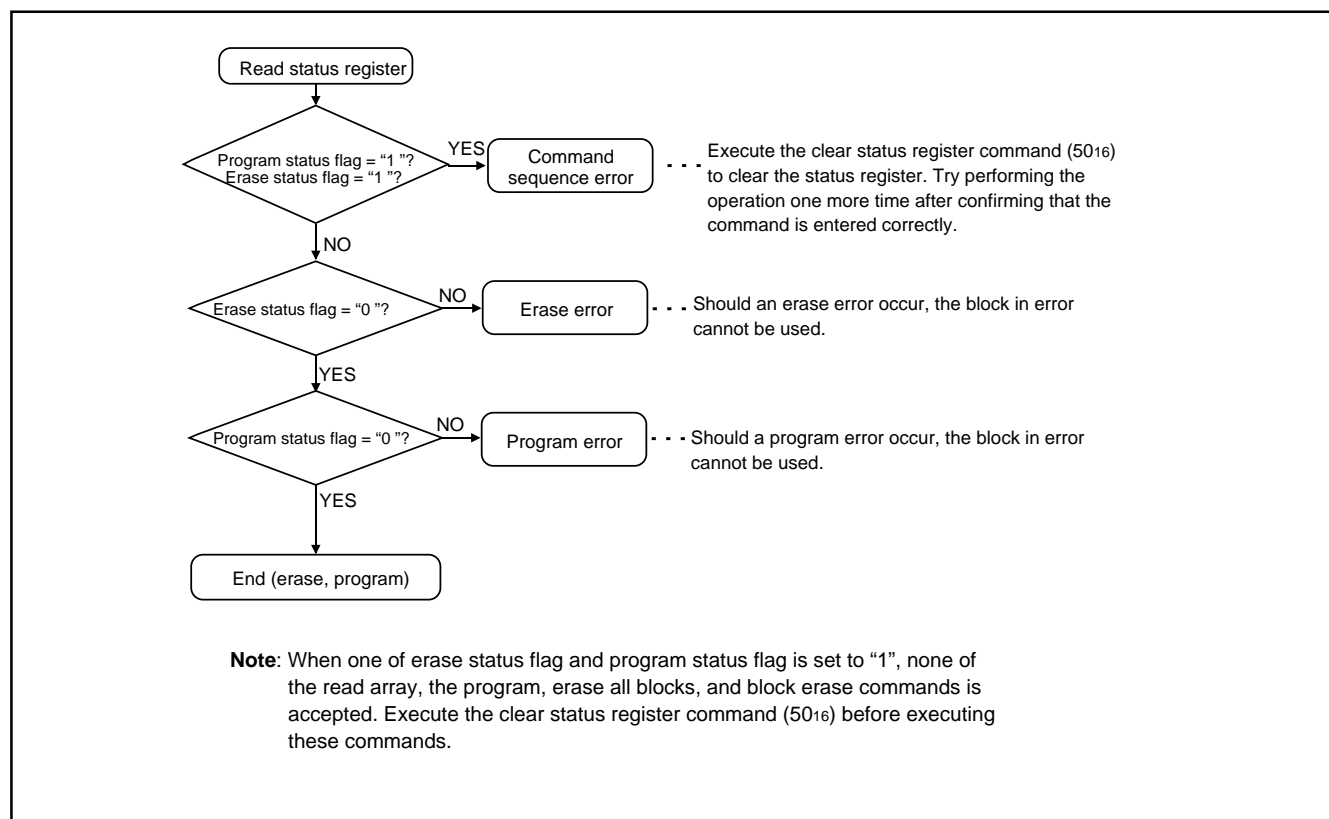 Read status register
Program status flag = “1 ”?
Erase status flag = “1 ”?
YES
Command
sequence error
Execute the clear status register command (5016)
to clear the status register. Try performing the
operation one more time after confirming that the
command is entered correctly.
NO
Erase status flag = “0 ”?
NO
Erase error
Should an erase error occur, the block in error
cannot be used.
YES
Program status flag = “0 ”?
NO
Program error
Should a program error occur, the block in error
cannot be used.
YES
End (erase, program)
Note: When one of erase status flag and program status flag is set to “1”, none of
the read array, the program, erase all blocks, and block erase commands is
accepted. Execute the clear status register command (5016) before executing
these commands.